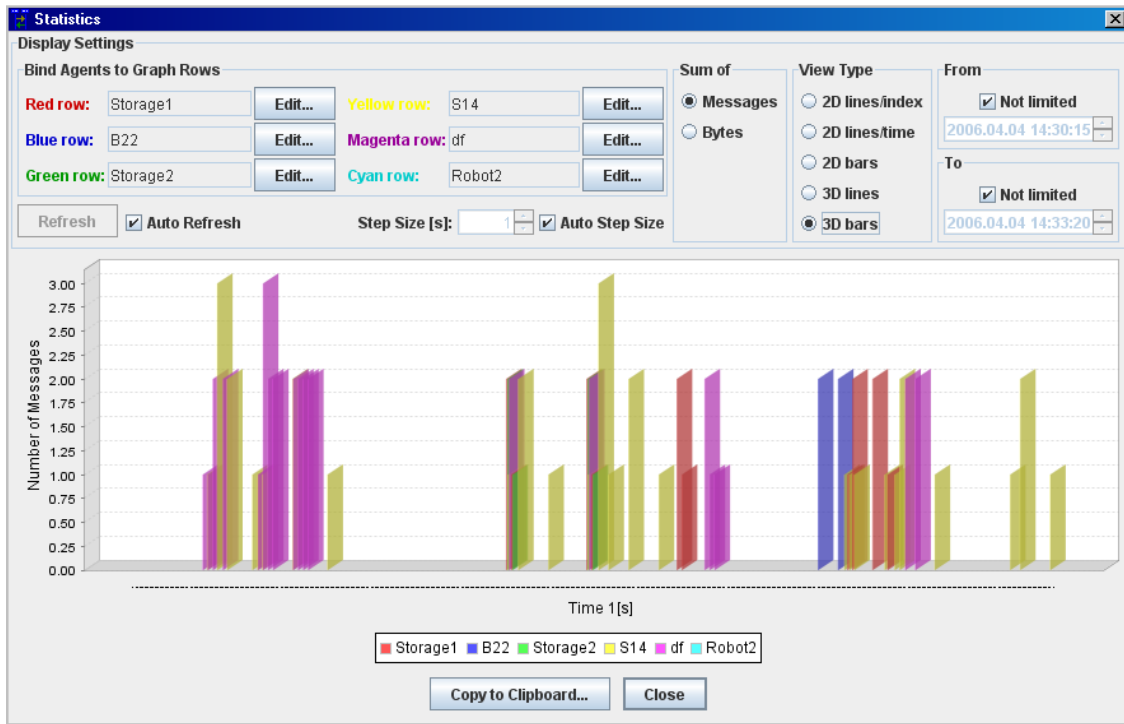 Statistics
Display Settings
Bind Agents to Graph Rows
Red row: Storage1 Edit... Yellow row: S14 Edit...
Blue row: B22 Edit... Magenta row: df Edit...
Green row: Storage2 Edit... Cyan row: Robot2 Edit...
Refresh Auto Refresh Step Size [s]: 1 Auto Step Size
Sum of
Messages
Bytes
View Type
2D lines/index
2D lines/time
2D bars
3D lines
3D bars
From
Not limited
2006.04.04 14:30:15
To
Not limited
2006.04.04 14:33:20
Number of Messages
3.00
2.75
2.50
2.25
2.00
1.75
1.50
1.25
1.00
0.75
0.50
0.25
0.00
Time 1[s]
Storage1 B22 Storage2 S14 df Robot2
Copy to Clipboard... Close